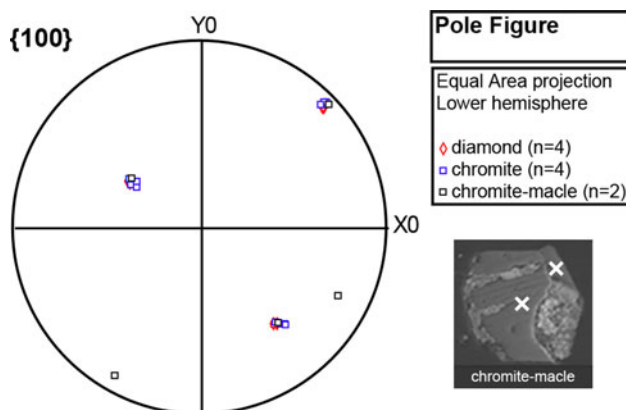 {100}
Y0
X0
Pole Figure
Equal Area projection
Lower hemisphere
diamond (n=4)
chromite (n=4)
chromite-macle (n=2)
chromite-macle